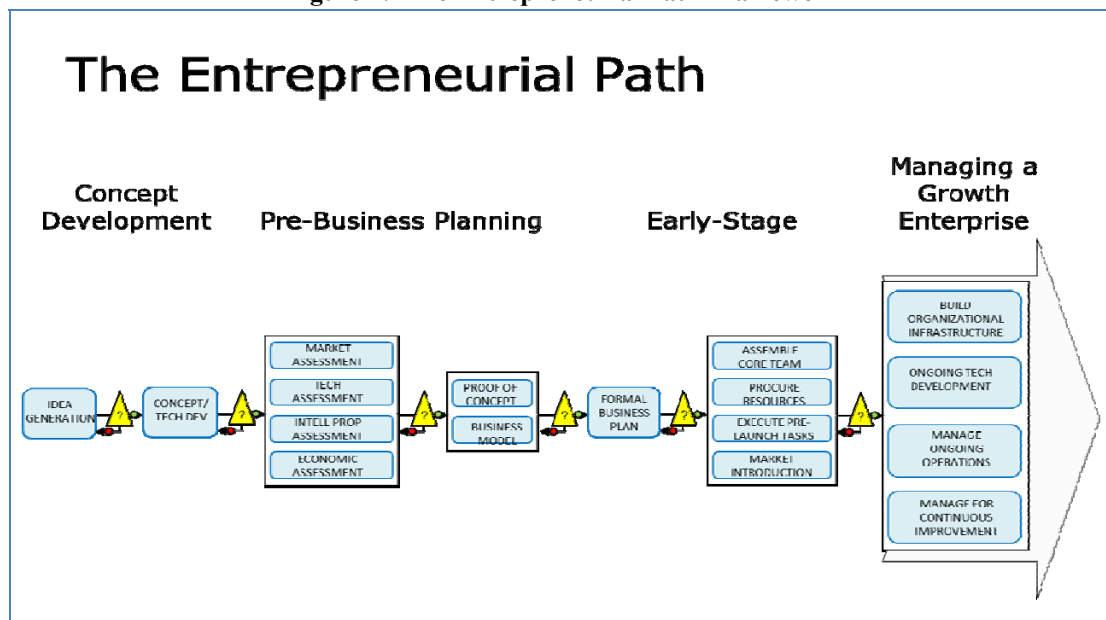 The Entrepreneurial Path
Concept
Development
Pre-Business Planning
Early-Stage
Managing a
Growth
Enterprise
IDEA
GENERATION
?
CONCEPT/
TECH DEV
?
MARKET
ASSESSMENT
TECH
ASSESSMENT
INTELL PROP
ASSESSMENT
ECONOMIC
ASSESSMENT
?
PROOF OF
CONCEPT
BUSINESS
MODEL
?
FORMAL
BUSINESS
PLAN
?
ASSEMBLE
CORE TEAM
PROCURE
RESOURCES
EXECUTE PRE-
LAUNCH TASKS
MARKET
INTRODUCTION
?
BUILD
ORGANIZATIONAL
INFRASTRUCTURE
ONGOING TECH
DEVELOPMENT
MANAGE
ONGOING
OPERATIONS
MANAGE FOR
CONTINUOUS
IMPROVEMENT